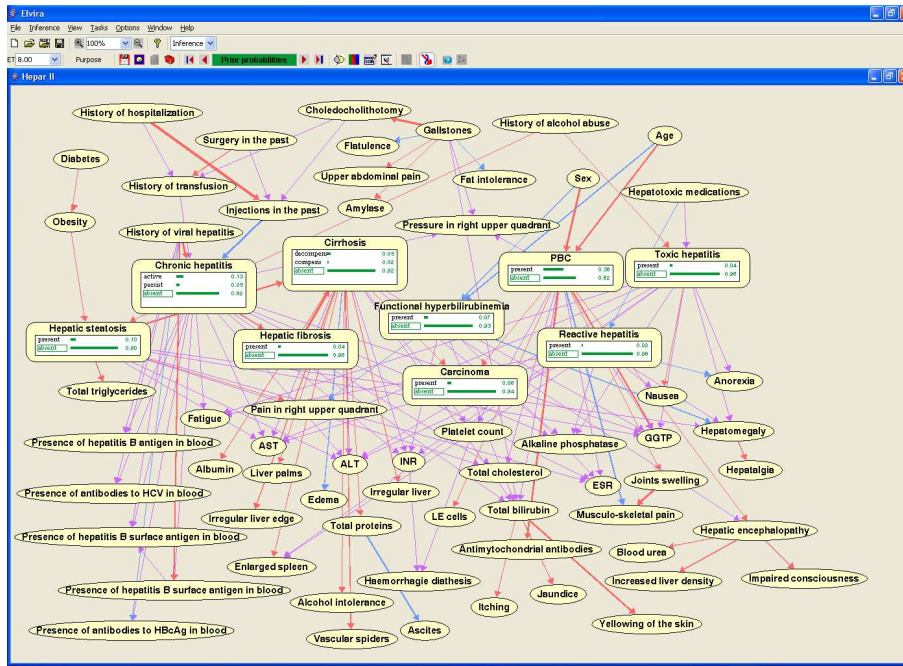 Elvira
File Inference View Tasks Options Window Help
100% Inference
ET 8.00 Purpose Prior probabilities
Hepar II
History of hospitalization
Choledocholithotomy
Gallstones
History of alcohol abuse
Surgery in the past
Flatulence
Age
Diabetes
Upper abdominal pain
Fat intolerance
Sex
History of transfusion
Hepatotoxic medications
Injections in the past
Amylase
Obesity
Pressure in right upper quadrant
History of viral hepatitis
Cirrhosis
decompens 0.05
compens 0.02
absent 0.92
Chronic hepatitis
active 0.13
persist 0.05
absent 0.82
PBC
present 0.38
absent 0.62
Toxic hepatitis
present 0.04
absent 0.96
Functional hyperbilirubinemia
present 0.07
absent 0.93
Hepatic steatosis
present 0.10
absent 0.90
Hepatic fibrosis
present 0.04
absent 0.96
Reactive hepatitis
present 0.02
absent 0.98
Carcinoma
present 0.06
absent 0.94
Total triglycerides
Anorexia
Nausea
Fatigue
Pain in right upper quadrant
Platelet count
Hepatomegaly
Presence of hepatitis B antigen in blood
AST
Alkaline phosphatase
GGTP
Albumin
Liver palms
ALT
INR
Total cholesterol
Hepatalgia
Presence of antibodies to HCV in blood
Edema
Irregular liver
ESR
Joints swelling
Irregular liver edge
Total proteins
LE cells
Total bilirubin
Musculo-skeletal pain
Presence of hepatitis B surface antigen in blood
Hepatic encephalopathy
Enlarged spleen
Antimytochondrial antibodies
Blood urea
Presence of hepatitis B surface antigen in blood
Haemorrhagie diathesis
Increased liver density
Impaired consciousness
Alcohol intolerance
Itching
Jaundice
Presence of antibodies to HBcAg in blood
Vascular spiders
Ascites
Yellowing of the skin